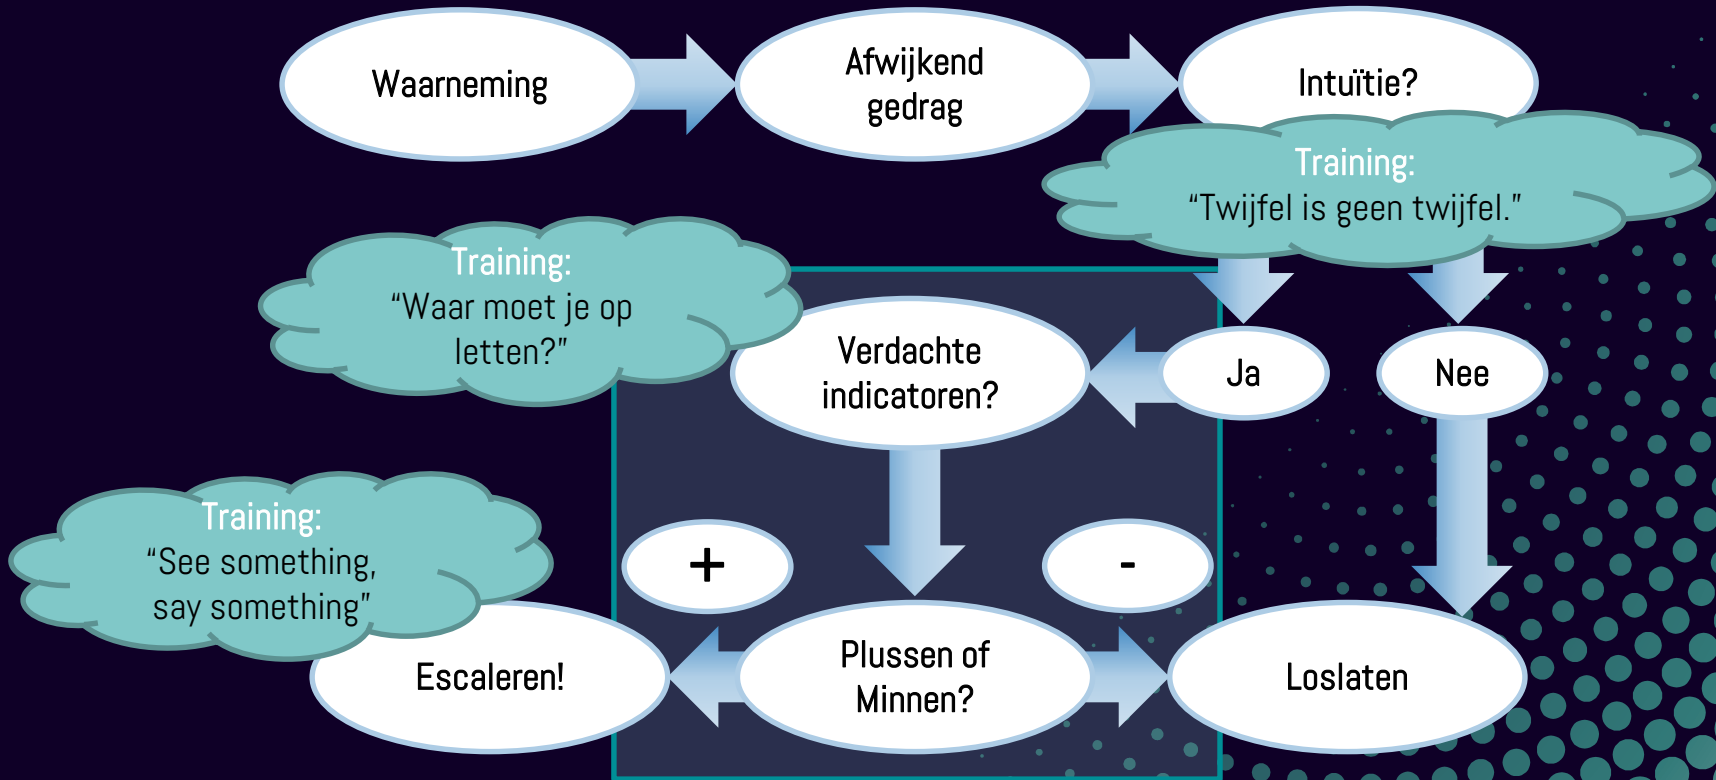 Waarneming
Afwijkend
gedrag
Intuïtie?
Training:
“Twijfel is geen twijfel.”
Training:
“Waar moet je op
letten?”
Verdachte
indicatoren?
Ja
Nee
Training:
“See something,
say something”
+
-
Escaleren!
Plussen of
Minnen?
Loslaten